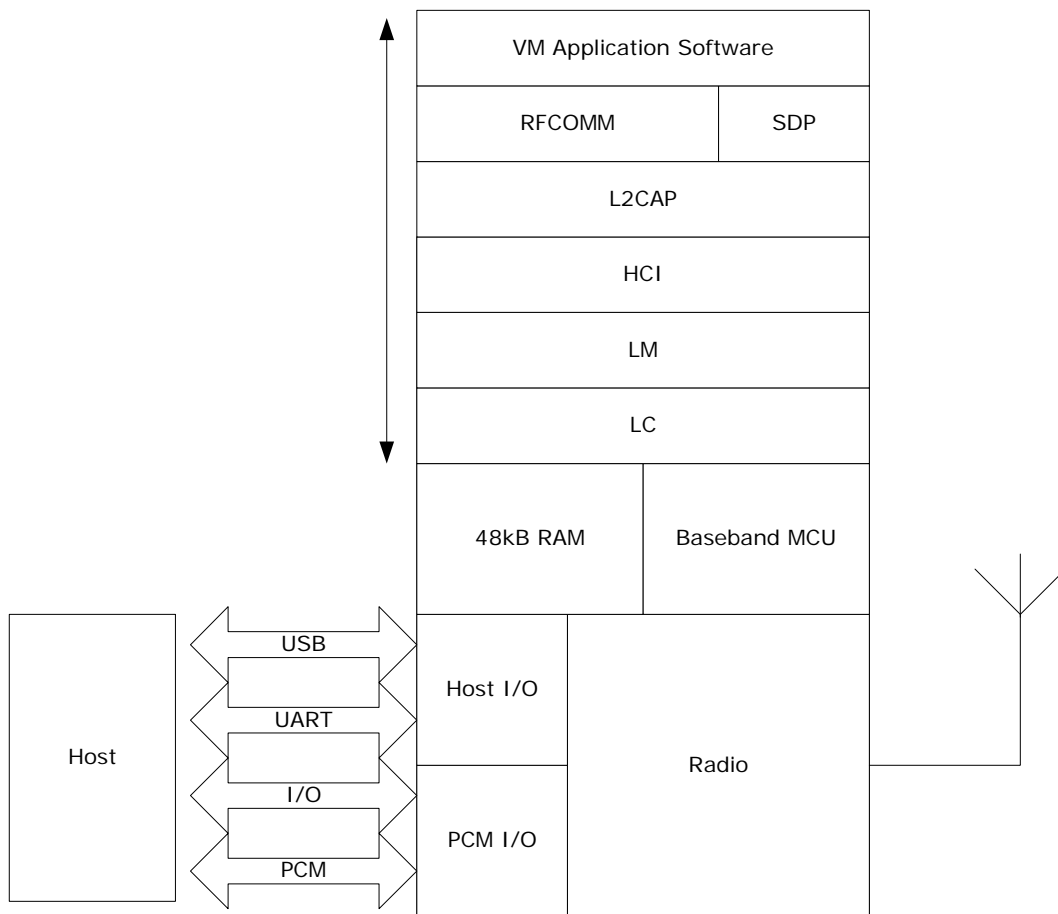 VM Application Software
RFCOMM
SDP
L2CAP
HCI
LM
LC
48kB RAM
Baseband MCU
USB
Host I/O
UART
Host
Radio
I/O
PCM I/O
PCM